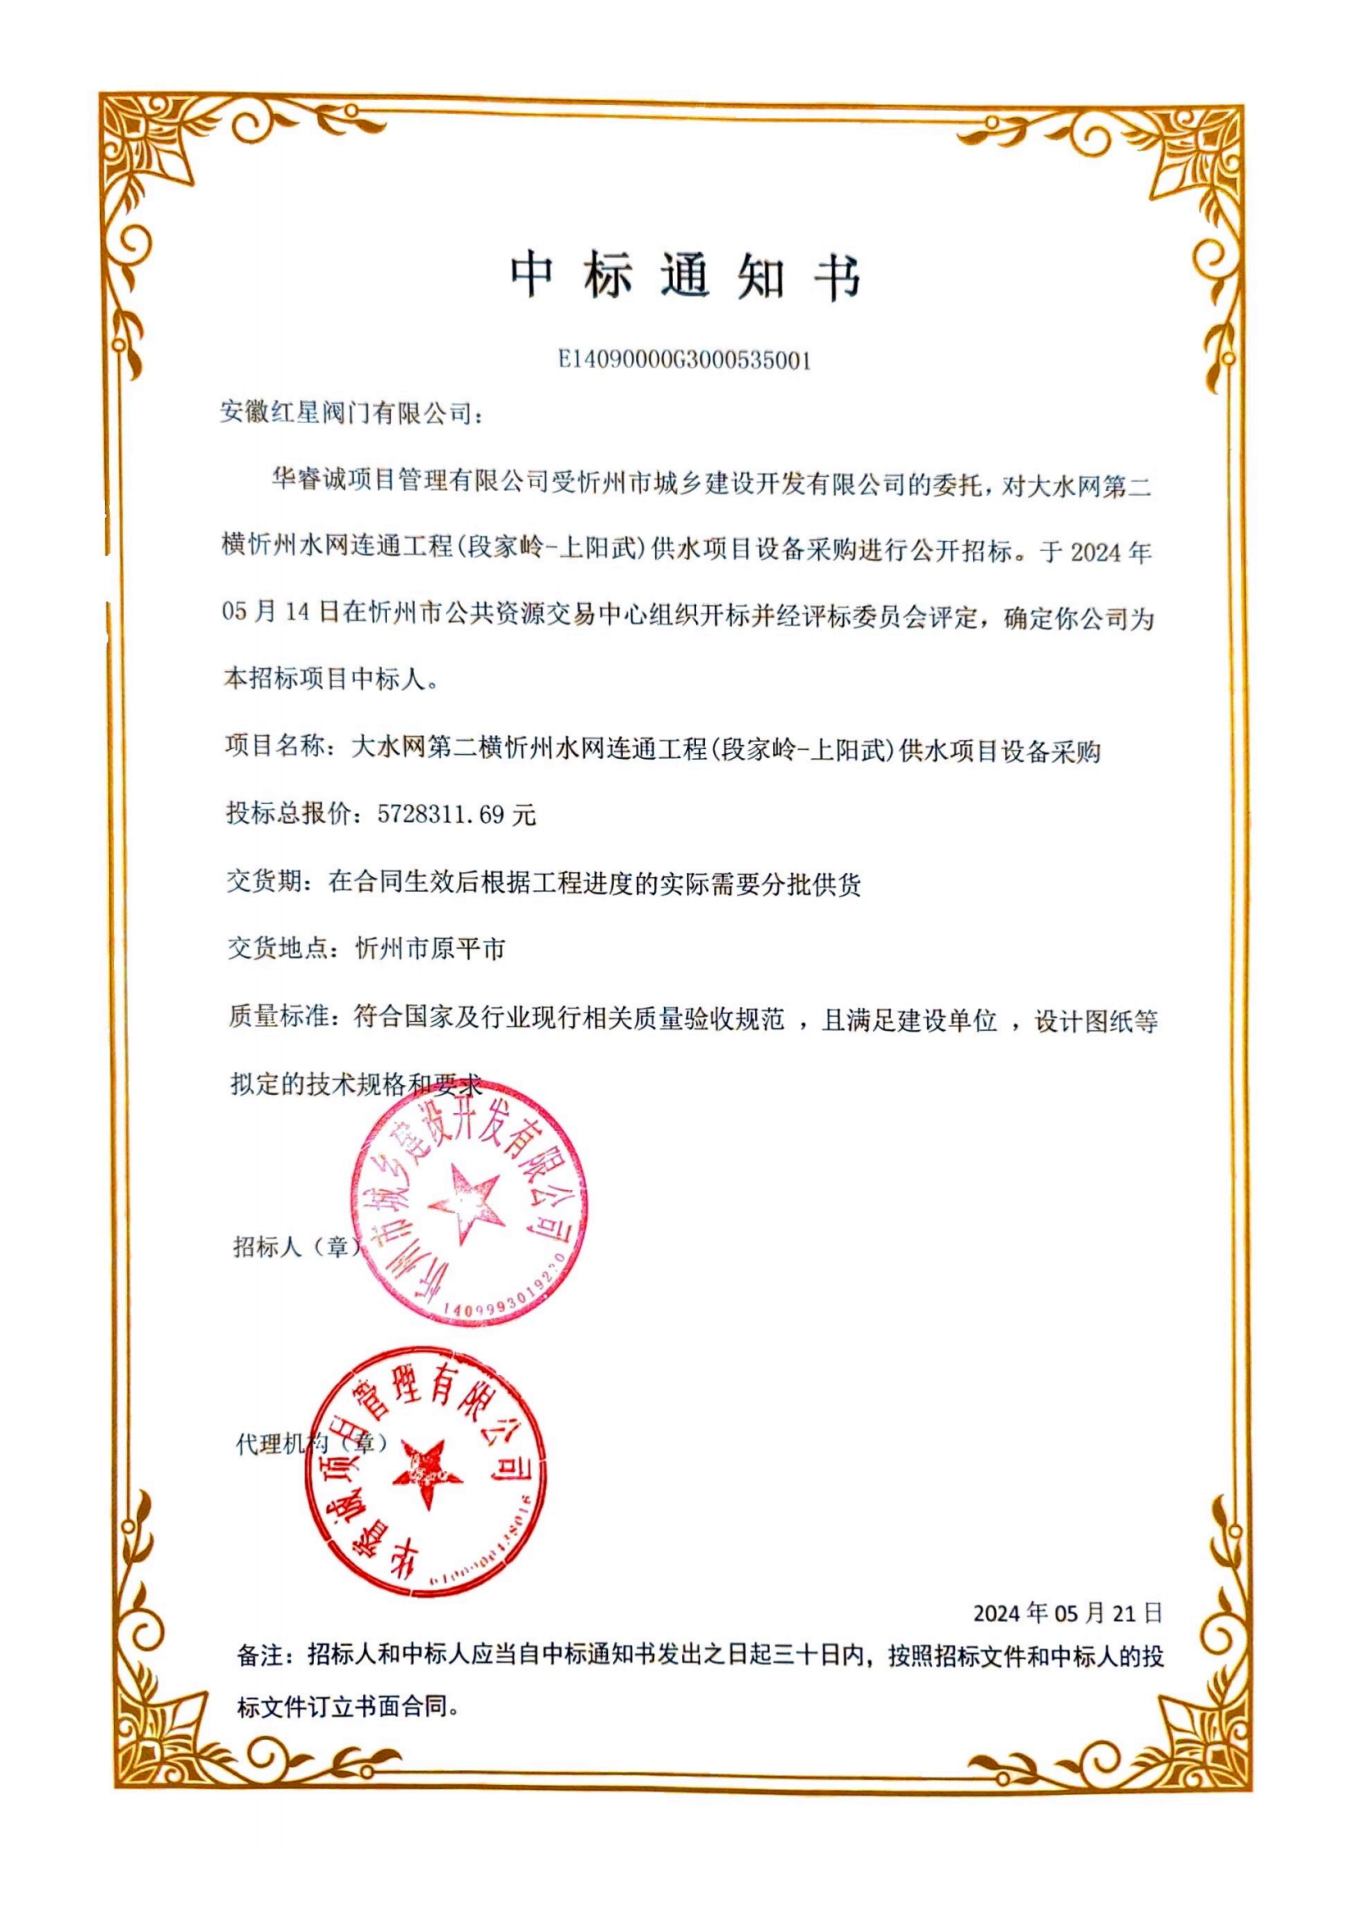 中标通知书
E14090000G3000535001
安徽红星阀门有限公司：
华睿诚项目管理有限公司受忻州市城乡建设开发有限公司的委托，对大水网第二
横忻州水网连通工程(段家岭-上阳武)供水项目设备采购进行公开招标。于 2024 年
05 月 14 日在忻州市公共资源交易中心组织开标并经评标委员会评定，确定你公司为
本招标项目中标人。
项目名称：大水网第二横忻州水网连通工程(段家岭-上阳武)供水项目设备采购
投标总报价：5728311.69 元
交货期：在合同生效后根据工程进度的实际需要分批供货
交货地点：忻州市原平市
质量标准：符合国家及行业现行相关质量验收规范 ，且满足建设单位 ，设计图纸等
拟定的技术规格和要求
忻州市城乡建设开发有限公司
招标人（章）
华睿诚项目管理有限公司
代理机构（章）
2024 年 05 月 21 日
备注：招标人和中标人应当自中标通知书发出之日起三十日内，按照招标文件和中标人的投
标文件订立书面合同。